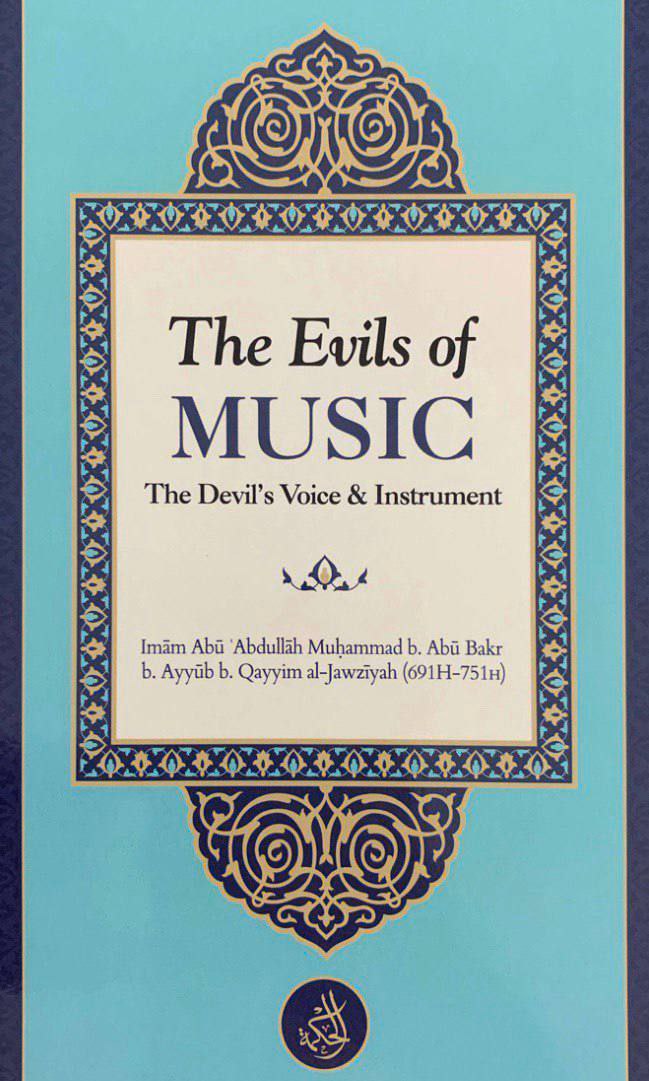 The Evils of
MUSIC
The Devil's Voice & Instrument
Imām Abū ʿAbdullāh Muḥammad b. Abū Bakr
b. Ayyūb b. Qayyim al-Jawzīyah (691H-751H)
الحكمة